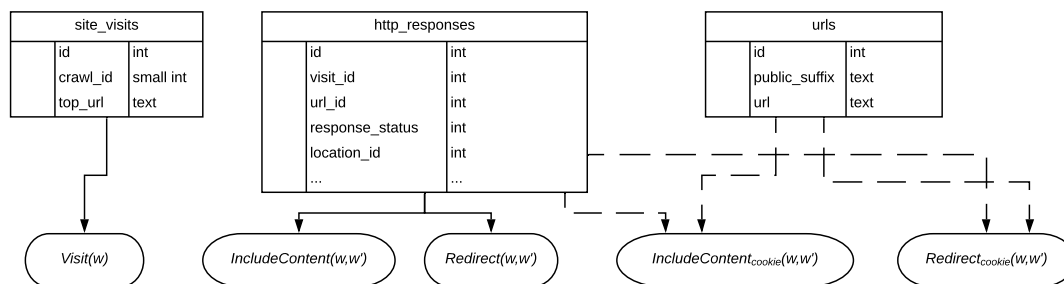 site_visits
id int
crawl_id small int
top_url text
http_responses
id int
visit_id int
url_id int
response_status int
location_id int
... ...
urls
id int
public_suffix text
url text
Visit(w)
IncludeContent(w,w')
Redirect(w,w')
IncludeContentcookie(w,w')
Redirectcookie(w,w')